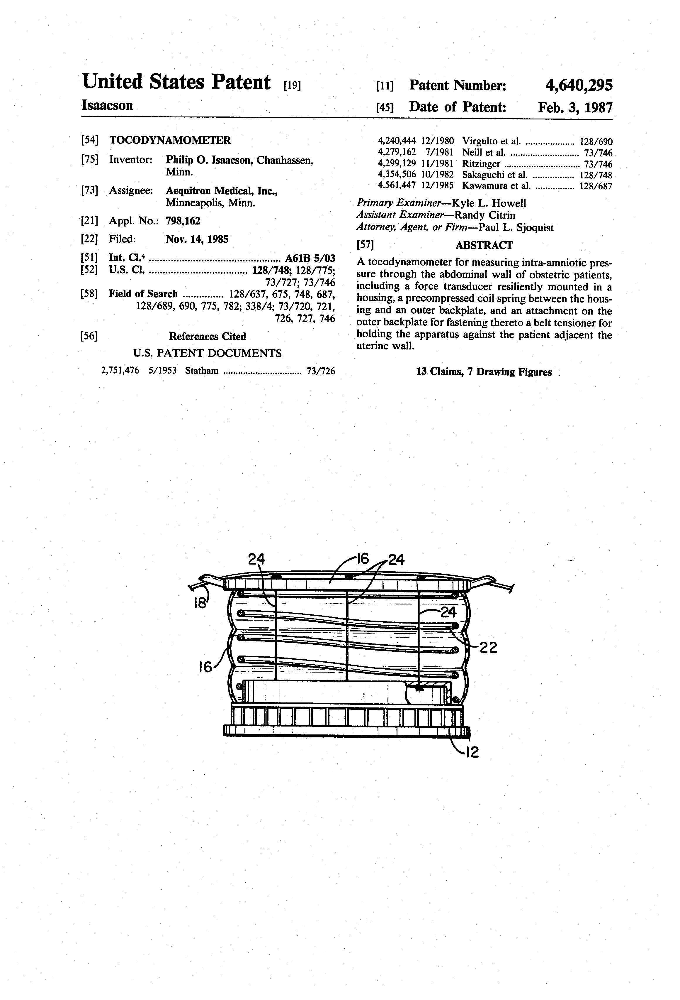 United States Patent [19]
Isaacson
[11] Patent Number: 4,640,295
[45] Date of Patent: Feb. 3, 1987
[54] TOCODYNAMOMETER
[75] Inventor: Philip O. Isaacson, Chanhassen,
Minn.
[73] Assignee: Aequitron Medical, Inc.,
Minneapolis, Minn.
[21] Appl. No.: 798,162
[22] Filed: Nov. 14, 1985
[51] Int. Cl.⁴ ................................................ A61B 5/03
[52] U.S. Cl. .................................... 128/748; 128/775;
73/727; 73/746
[58] Field of Search ............... 128/637, 675, 748, 687,
128/689, 690, 775, 782; 338/4; 73/720, 721,
726, 727, 746
[56] References Cited
U.S. PATENT DOCUMENTS
2,751,476 5/1953 Statham ............................... 73/726
4,240,444 12/1980 Virgulto et al. .................... 128/690
4,279,162 7/1981 Neill et al. ............................ 73/746
4,299,129 11/1981 Ritzinger ............................... 73/746
4,354,506 10/1982 Sakaguchi et al. ................. 128/748
4,561,447 12/1985 Kawamura et al. ................ 128/687
Primary Examiner—Kyle L. Howell
Assistant Examiner—Randy Citrin
Attorney, Agent, or Firm—Paul L. Sjoquist
[57] ABSTRACT
A tocodynamometer for measuring intra-amniotic pres-
sure through the abdominal wall of obstetric patients,
including a force transducer resiliently mounted in a
housing, a precompressed coil spring between the hous-
ing and an outer backplate, and an attachment on the
outer backplate for fastening thereto a belt tensioner for
holding the apparatus against the patient adjacent the
uterine wall.
13 Claims, 7 Drawing Figures
24
16
24
18
24
22
16
12